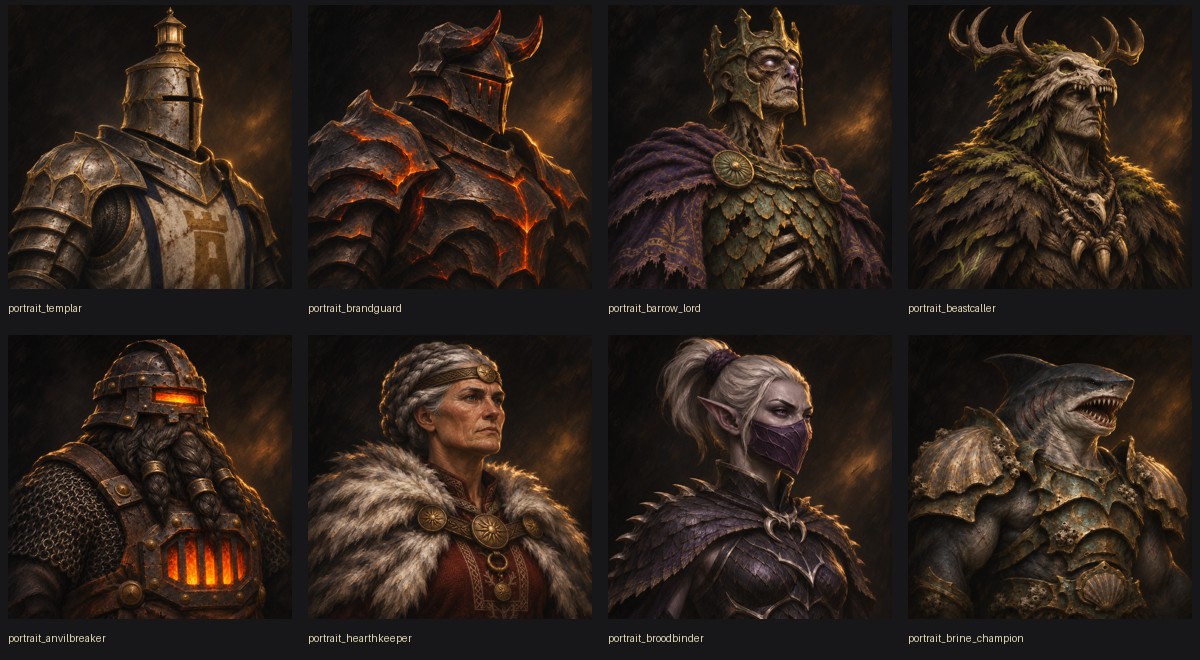 portrait_templar
portrait_brandguard
portrait_barrow_lord
portrait_beastcaller
portrait_anvilbreaker
portrait_hearthkeeper
portrait_broodbinder
portrait_brine_champion